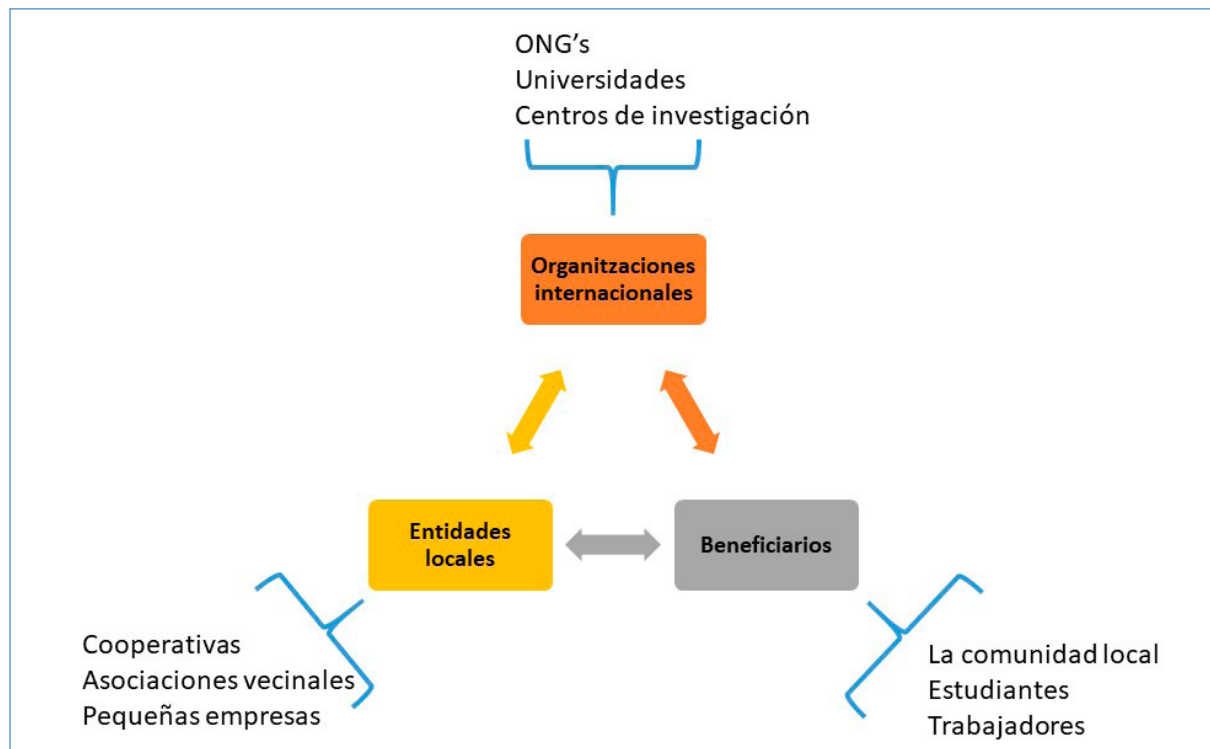 ONG’s
Universidades
Centros de investigación
Organitzaciones
internacionales
Entidades
locales
Beneficiarios
Cooperativas
Asociaciones vecinales
Pequeñas empresas
La comunidad local
Estudiantes
Trabajadores